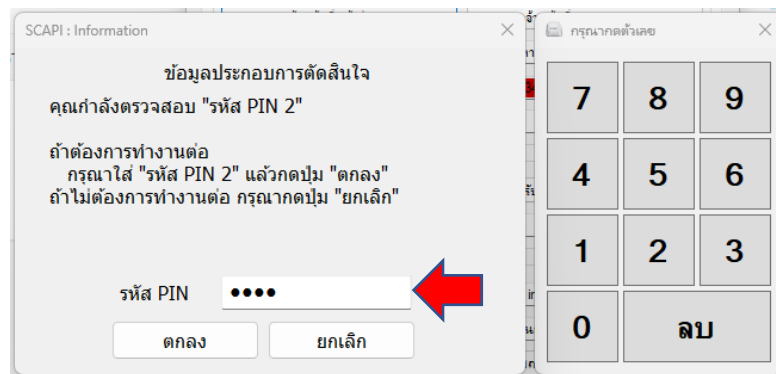 SCAPI : Information
ข้อมูลประกอบการตัดสินใจ
คุณกำลังตรวจสอบ "รหัส PIN 2"
ถ้าต้องการทำงานต่อ
กรุณาใส่ "รหัส PIN 2" แล้วกดปุ่ม "ตกลง"
ถ้าไม่ต้องการทำงานต่อ กรุณากดปุ่ม "ยกเลิก"
รหัส PIN ●●●●
ตกลง ยกเลิก
กรุณากดตัวเลข
7 8 9
4 5 6
1 2 3
0 ลบ